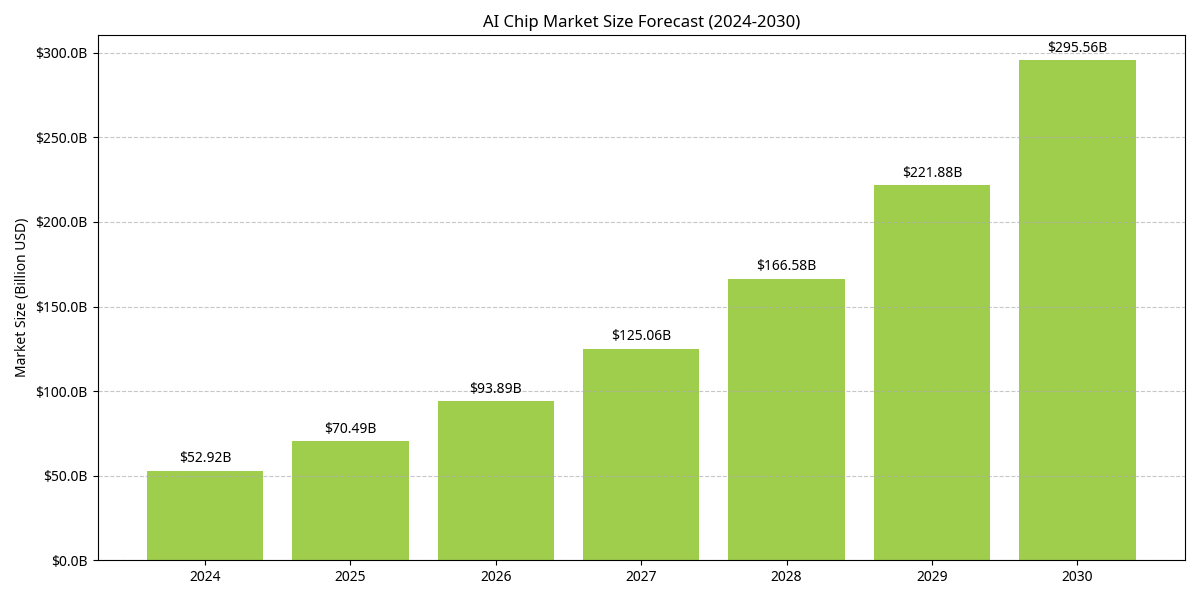 AI Chip Market Size Forecast (2024-2030)
Market Size (Billion USD)
$300.0B
$250.0B
$200.0B
$150.0B
$100.0B
$50.0B
$0.0B
$52.92B
$70.49B
$93.89B
$125.06B
$166.58B
$221.88B
$295.56B
2024
2025
2026
2027
2028
2029
2030